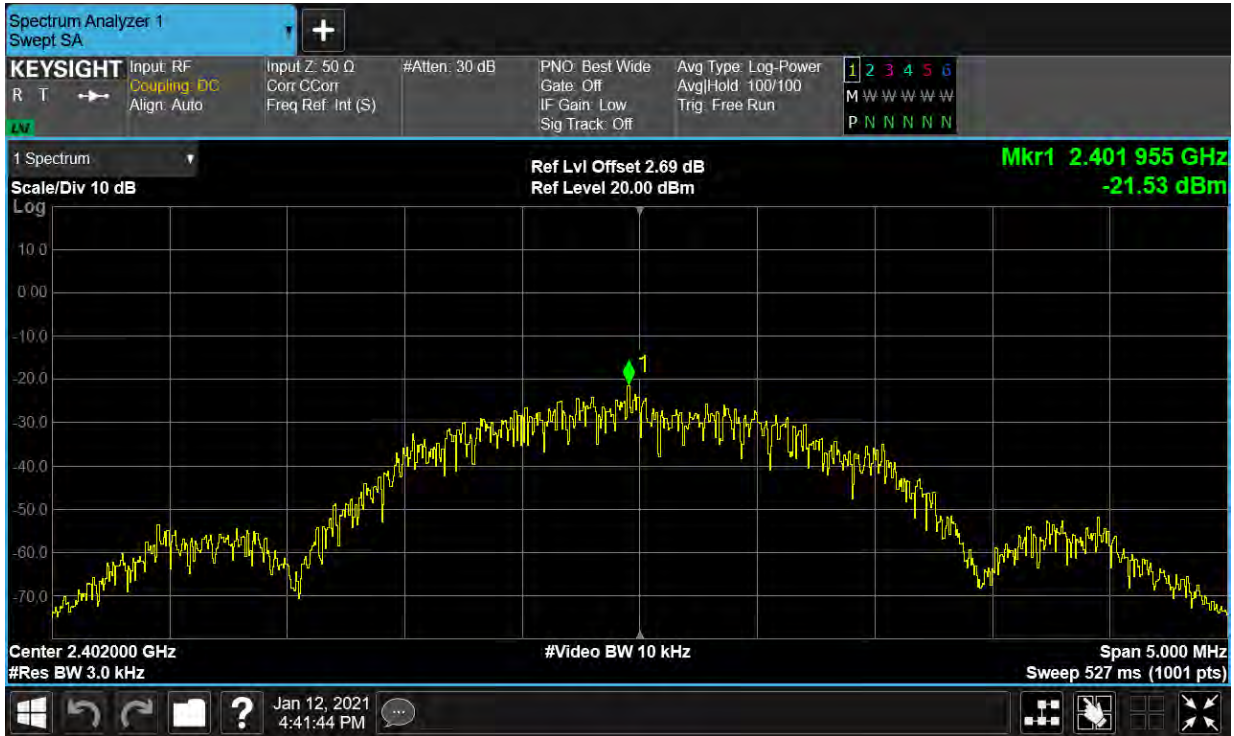 Spectrum Analyzer 1
Swept SA
+
KEYSIGHT Input: RF Input Z: 50 Ω #Atten: 30 dB PNO: Best Wide Avg Type: Log-Power 1 2 3 4 5 6
R T Coupling: DC Corr CCorr Gate: Off Avg|Hold: 100/100 M W W W W W W
Align: Auto Freq Ref: Int (S) IF Gain: Low Trig: Free Run
Sig Track: Off P N N N N N N
LXI
1 Spectrum Ref Lvl Offset 2.69 dB Mkr1 2.401 955 GHz
Scale/Div 10 dB Ref Level 20.00 dBm -21.53 dBm
Log
10.0
0.00
-10.0
1
-20.0
-30.0
-40.0
-50.0
-60.0
-70.0
Center 2.402000 GHz #Video BW 10 kHz Span 5.000 MHz
#Res BW 3.0 kHz Sweep 527 ms (1001 pts)
? Jan 12, 2021
4:41:44 PM